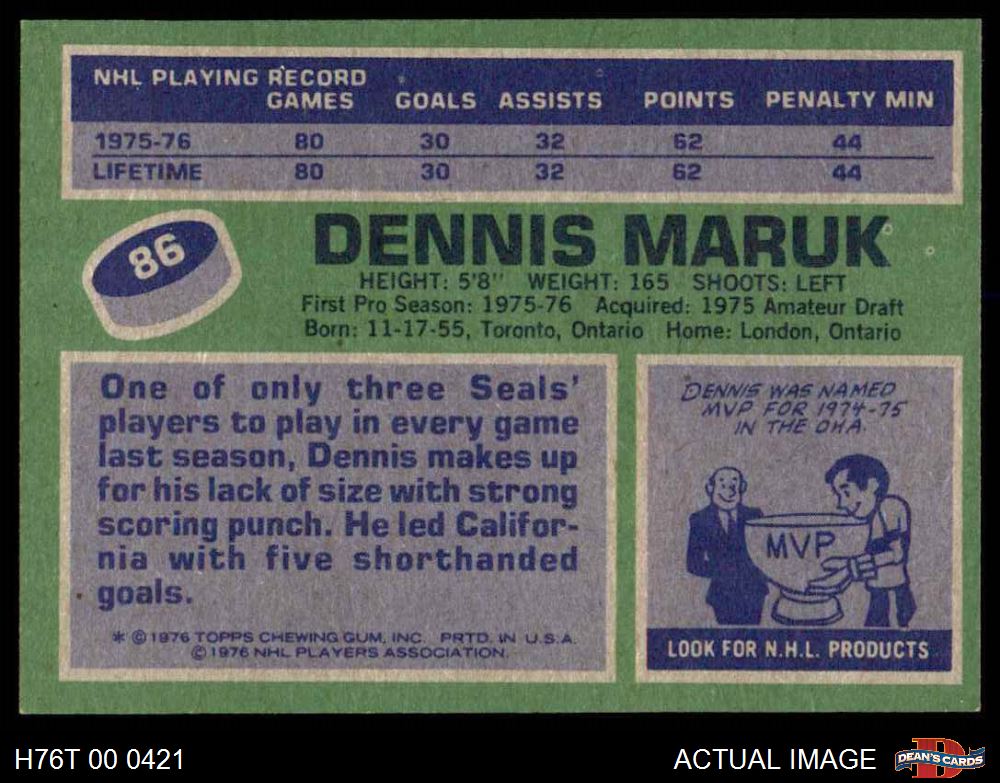 NHL PLAYING RECORD
GAMES GOALS ASSISTS POINTS PENALTY MIN
1975-76 80 30 32 62 44
LIFETIME 80 30 32 62 44
86
DENNIS MARUK
HEIGHT: 5'8" WEIGHT: 165 SHOOTS: LEFT
First Pro Season: 1975-76 Acquired: 1975 Amateur Draft
Born: 11-17-55, Toronto, Ontario Home: London, Ontario
One of only three Seals'
players to play in every game
last season, Dennis makes up
for his lack of size with strong
scoring punch. He led Califor-
nia with five shorthanded
goals.
* © 1976 TOPPS CHEWING GUM, INC. PRTD. IN U.S.A.
© 1976 NHL PLAYERS ASSOCIATION.
DENNIS WAS NAMED
MVP FOR 1974-75
IN THE OHA.
MVP
LOOK FOR N.H.L. PRODUCTS
H76T 00 0421
ACTUAL IMAGE
D
DEAN'S CARDS